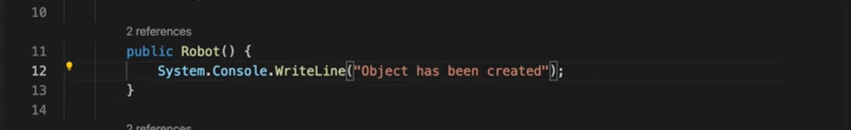 10
2 references
11 public Robot() {
12 System.Console.WriteLine("Object has been created");
13 }
14
2 references